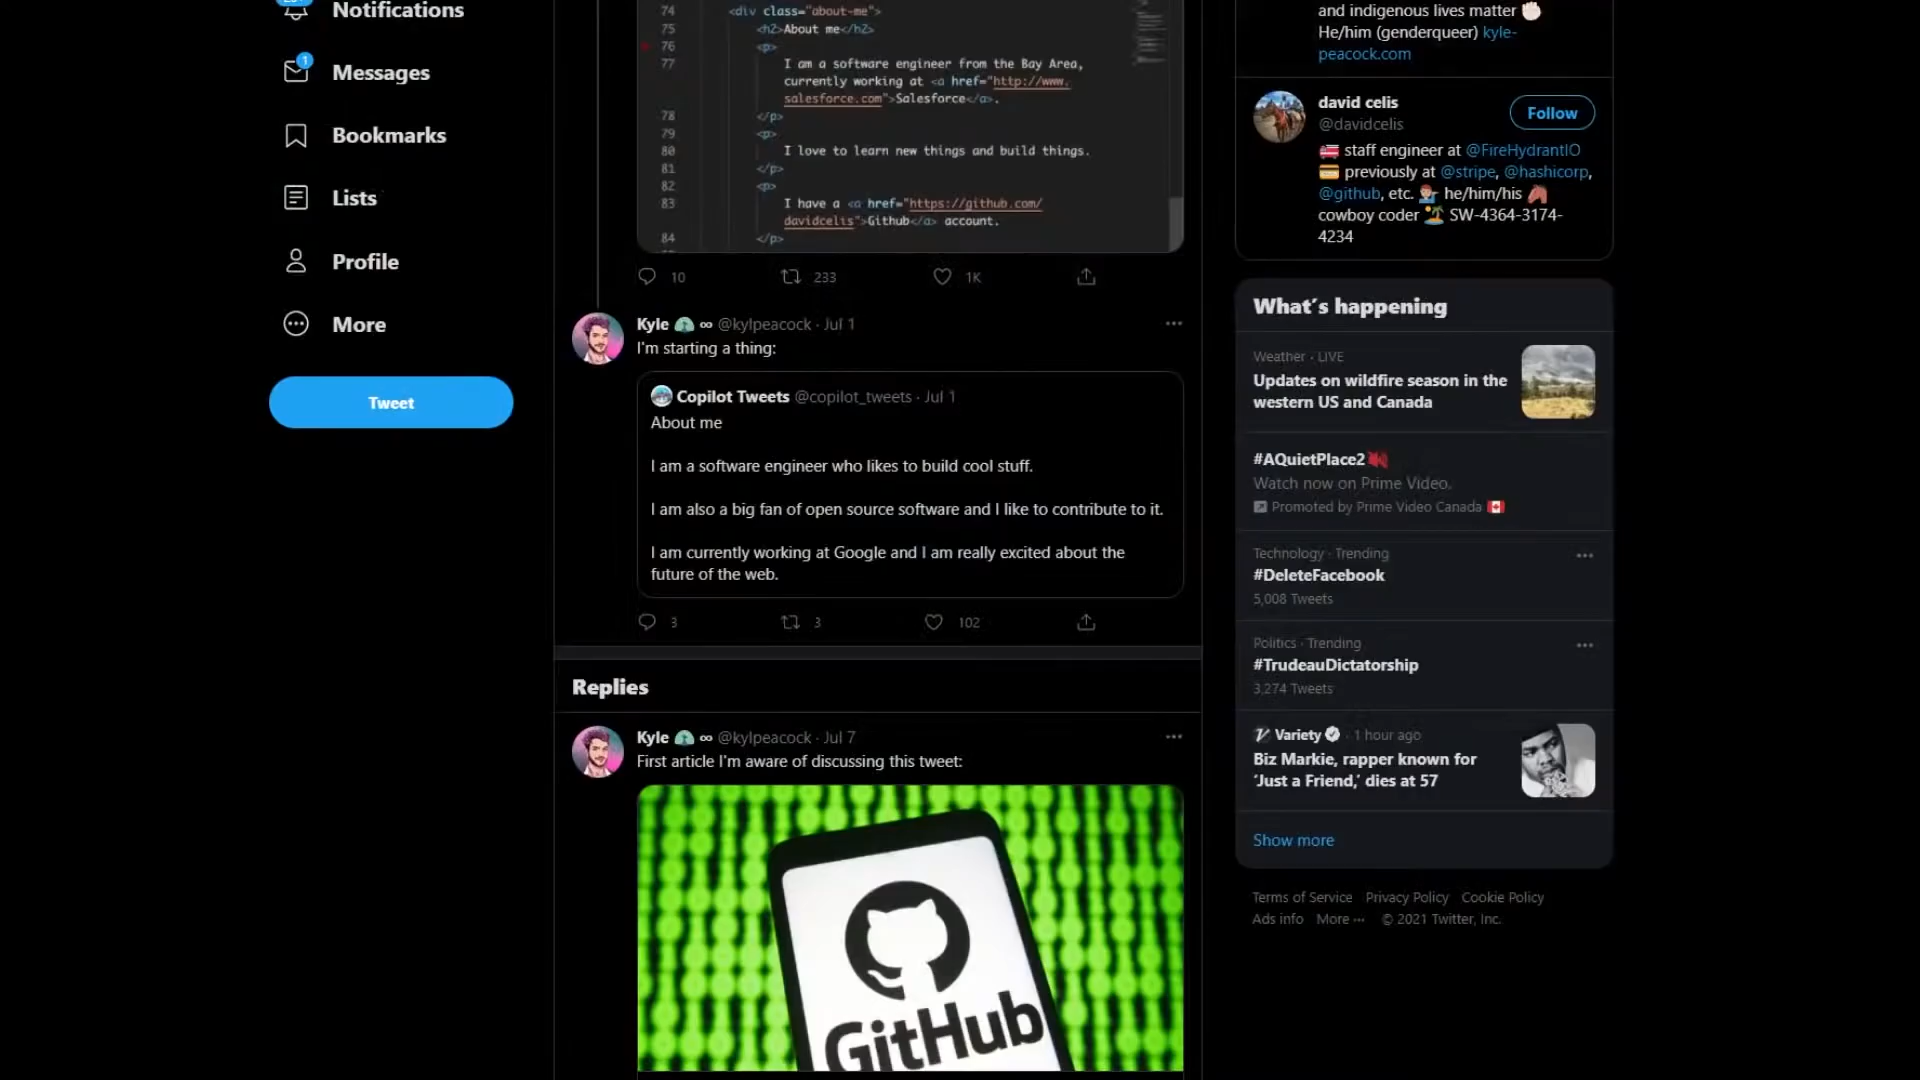 Notifications
Messages
1
Bookmarks
Lists
Profile
More
Tweet
74 <div class="about-me">
75 <h2>About me</h2>
76 <p>
77 I am a software engineer from the Bay Area,
currently working at <a href="http://www.
salesforce.com">Salesforce</a>.
78 </p>
79 <p>
80 I love to learn new things and build things.
81 </p>
82 <p>
83 I have a <a href="https://github.com/
davidcelis">Github</a> account.
84 </p>
10 233 1K
Kyle ∞ @kylpeacock · Jul 1
I'm starting a thing:
Copilot Tweets @copilot_tweets · Jul 1
About me
I am a software engineer who likes to build cool stuff.
I am also a big fan of open source software and I like to contribute to it.
I am currently working at Google and I am really excited about the
future of the web.
3 3 102
Replies
Kyle ∞ @kylpeacock · Jul 7
First article I'm aware of discussing this tweet:
GitHub
and indigenous lives matter
He/him (genderqueer) kyle-
peacock.com
david celis
@davidcelis
Follow
staff engineer at @FireHydrantIO
previously at @stripe, @hashicorp,
@github, etc. he/him/his
cowboy coder SW-4364-3174-
4234
What's happening
Weather · LIVE
Updates on wildfire season in the
western US and Canada
#AQuietPlace2
Watch now on Prime Video.
Promoted by Prime Video Canada
Technology · Trending
#DeleteFacebook
5,008 Tweets
Politics · Trending
#TrudeauDictatorship
3,274 Tweets
Variety · 1 hour ago
Biz Markie, rapper known for
'Just a Friend,' dies at 57
Show more
Terms of Service Privacy Policy Cookie Policy
Ads info More ··· © 2021 Twitter, Inc.